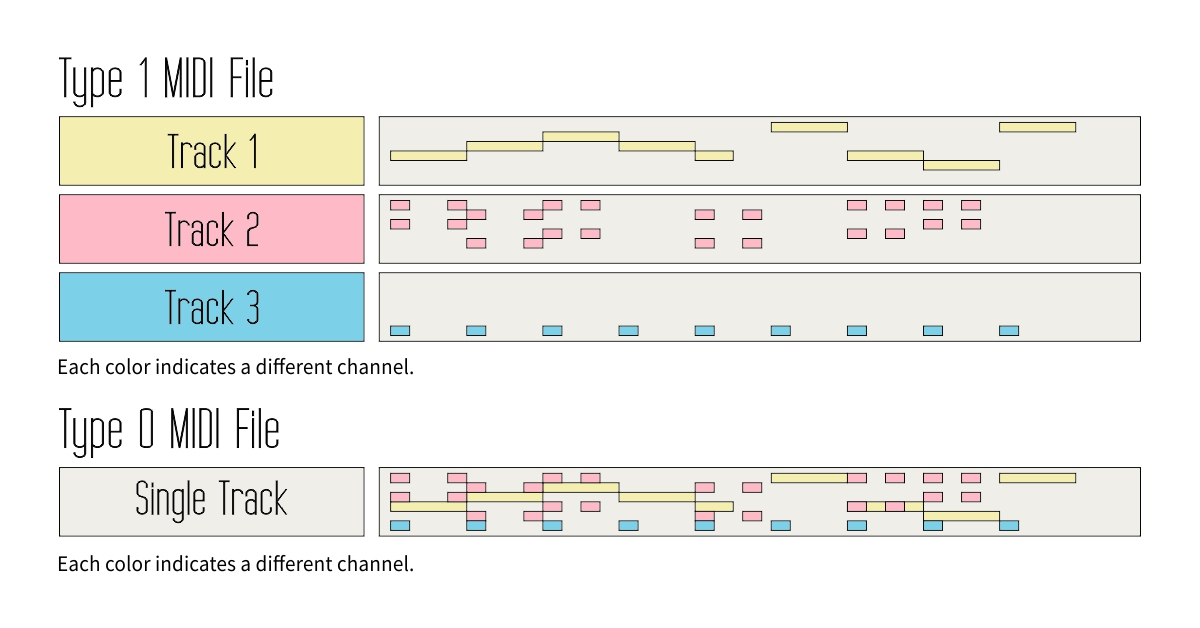 Type 1 MIDI File
Track 1
Track 2
Track 3
Each color indicates a different channel.
Type 0 MIDI File
Single Track
Each color indicates a different channel.